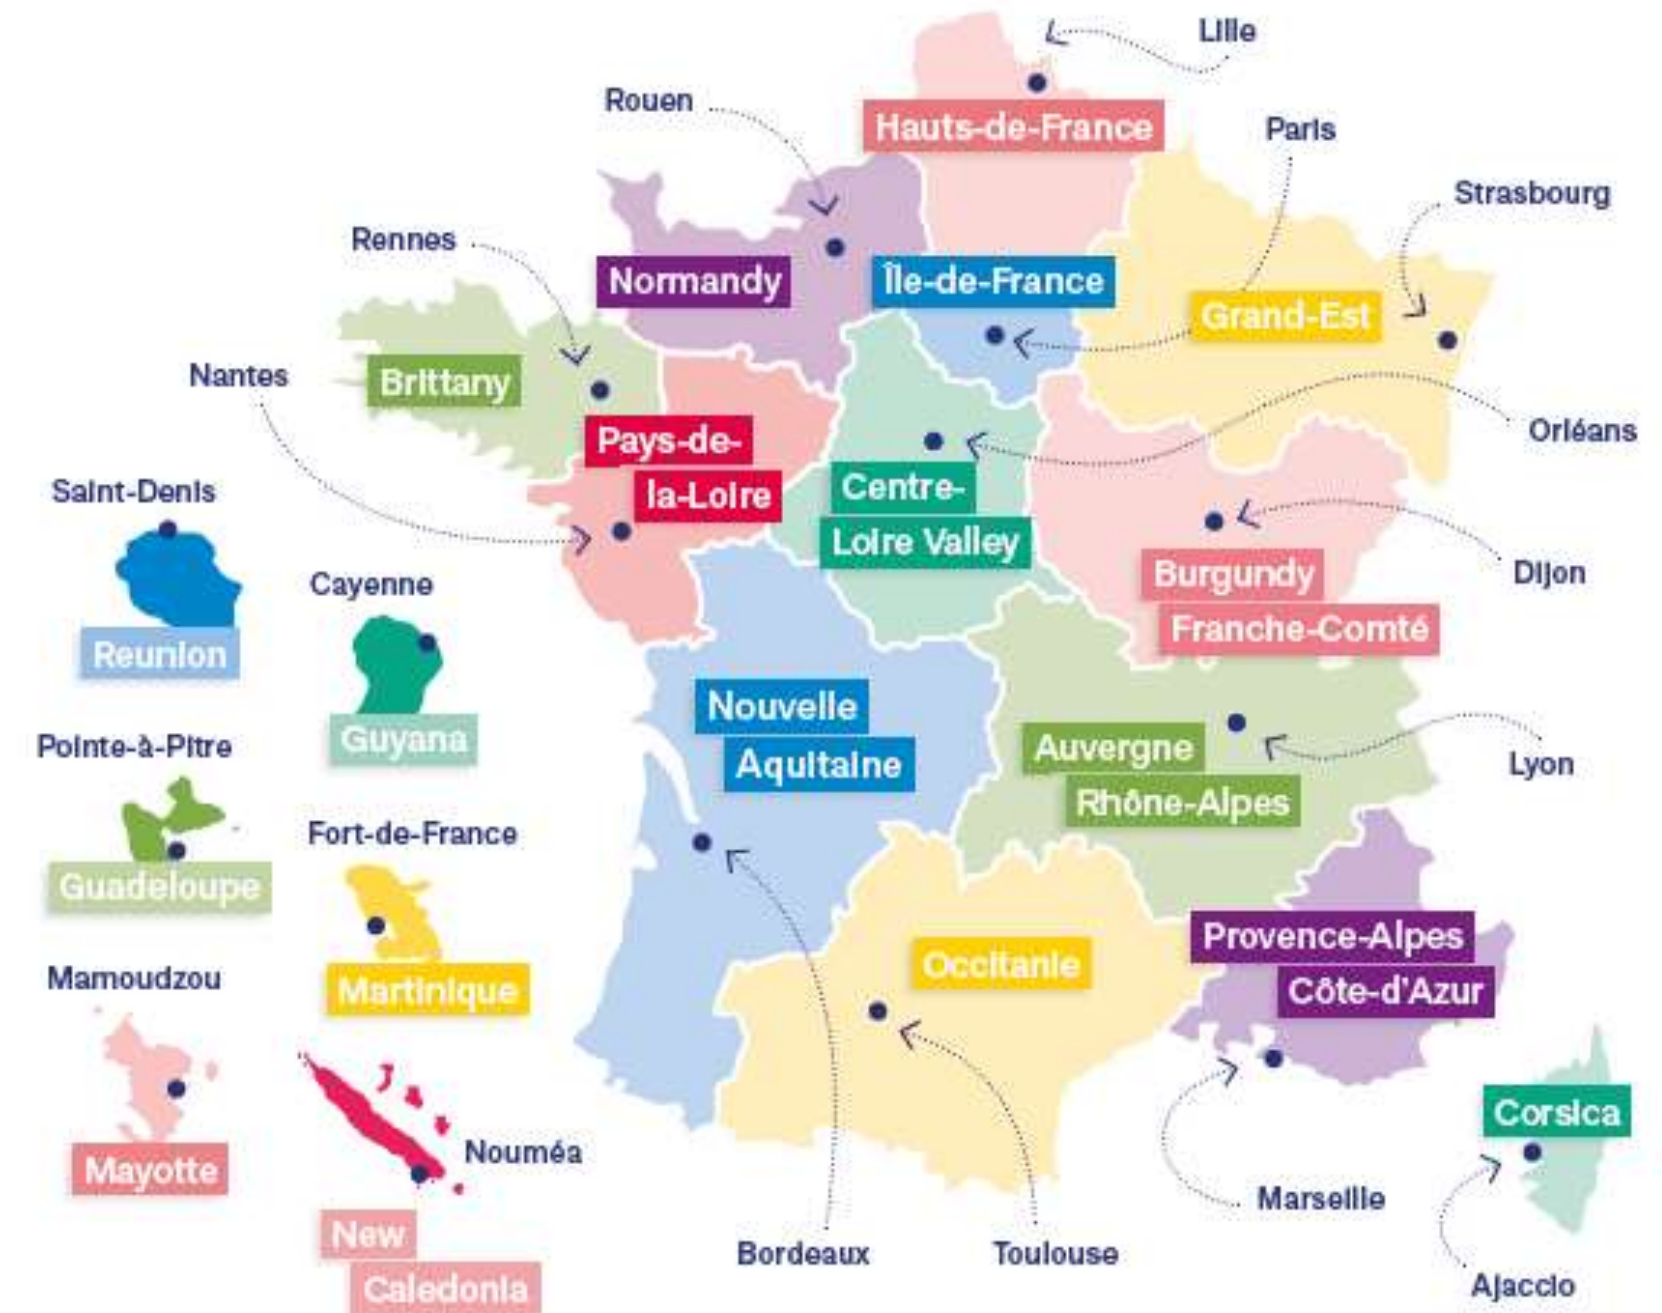 Lille
Rouen
Hauts-de-France
Paris
Strasbourg
Rennes
Normandy
Île-de-France
Grand-Est
Nantes
Brittany
Pays-de-
la-Loire
Orléans
Centre-
Loire Valley
Saint-Denis
Reunion
Cayenne
Guyana
Dijon
Burgundy
Franche-Comté
Nouvelle
Aquitaine
Auvergne
Rhône-Alpes
Lyon
Pointe-à-Pitre
Guadeloupe
Fort-de-France
Martinique
Provence-Alpes
Côte-d'Azur
Occitanie
Mamoudzou
Mayotte
Nouméa
New
Caledonia
Corsica
Marseille
Bordeaux
Toulouse
Ajaccio